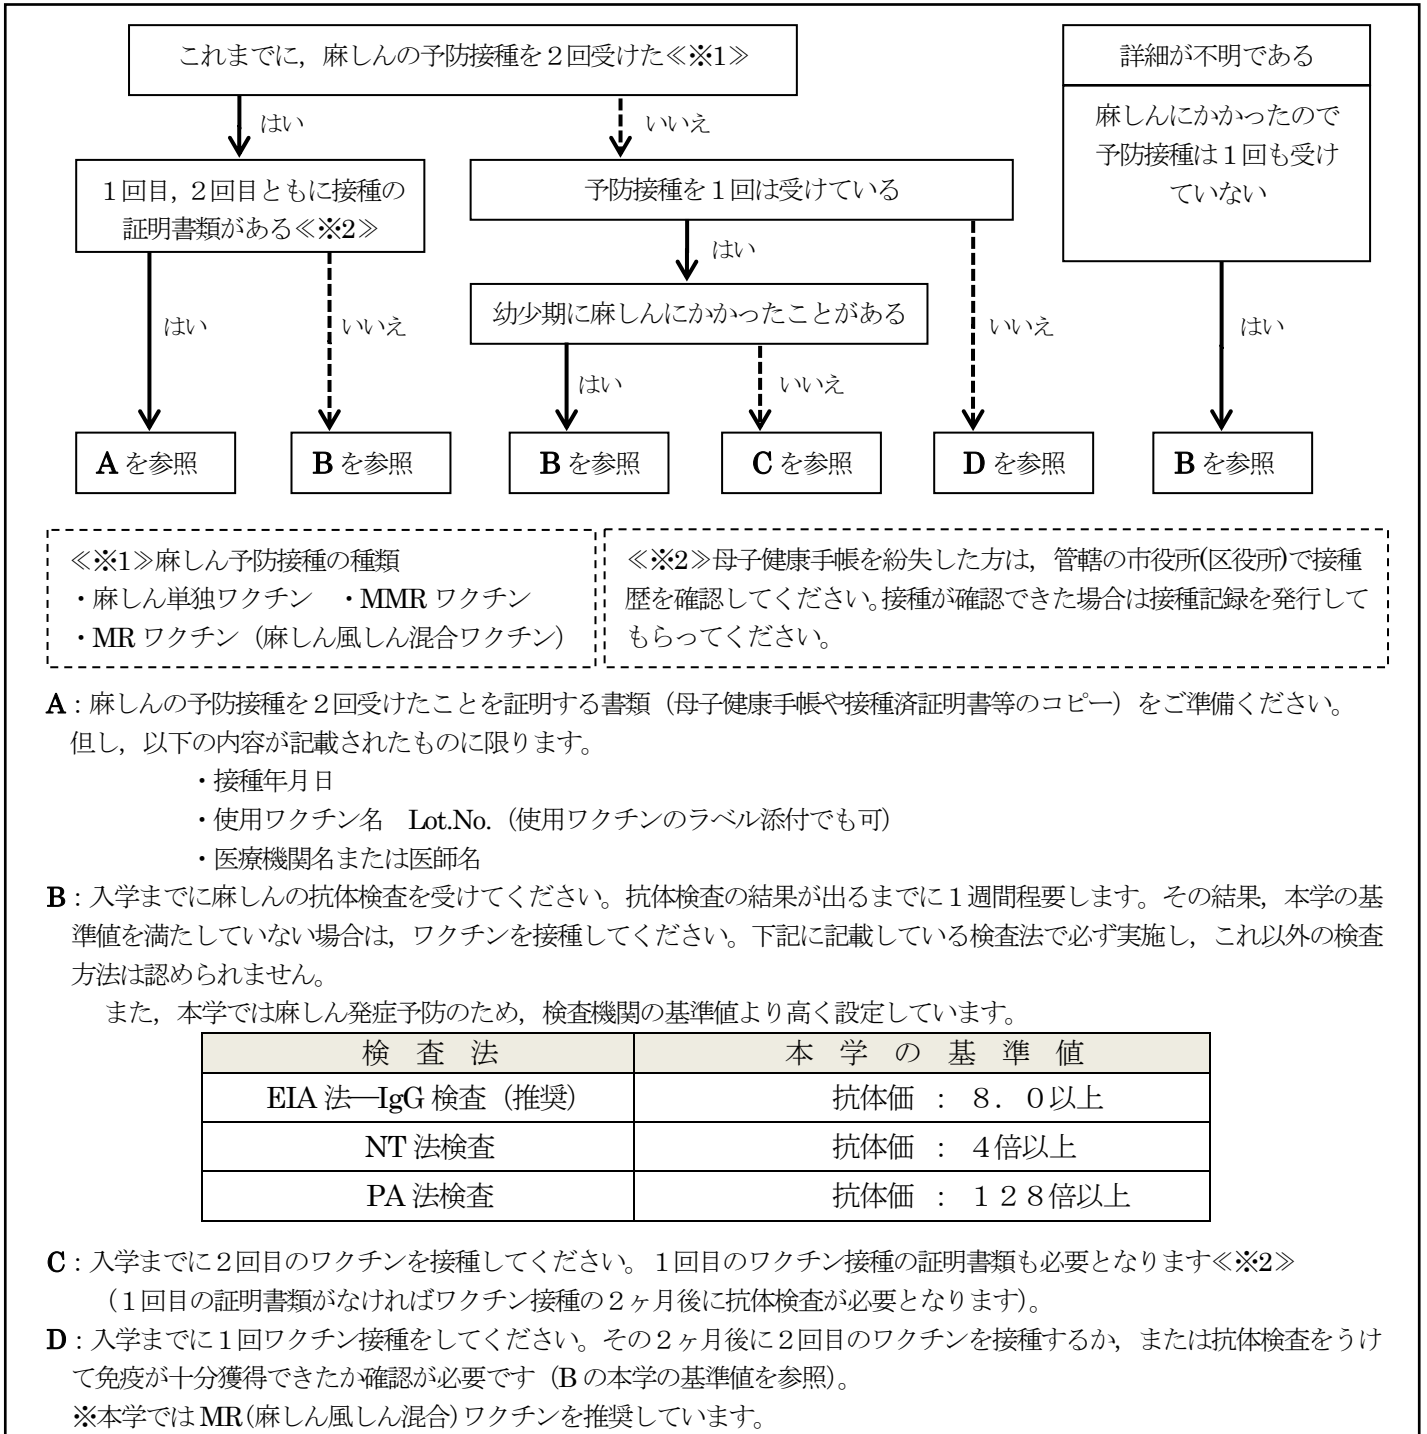 これまでに，麻しんの予防接種を２回受けた≪※1≫
詳細が不明である
麻しんにかかったので
予防接種は１回も受け
ていない
はい
いいえ
１回目，２回目ともに接種の
証明書類がある≪※2≫
予防接種を１回は受けている
はい
幼少期に麻しんにかかったことがある
はい
いいえ
いいえ
はい
はい
いいえ
A を参照
B を参照
B を参照
C を参照
D を参照
B を参照
≪※1≫麻しん予防接種の種類
・麻しん単独ワクチン　・MMR ワクチン
・MR ワクチン（麻しん風しん混合ワクチン）
≪※2≫母子健康手帳を紛失した方は，管轄の市役所(区役所)で接種
歴を確認してください。接種が確認できた場合は接種記録を発行して
もらってください。
A：麻しんの予防接種を２回受けたことを証明する書類（母子健康手帳や接種済証明書等のコピー）をご準備ください。
但し，以下の内容が記載されたものに限ります。
・接種年月日
・使用ワクチン名　Lot.No.（使用ワクチンのラベル添付でも可）
・医療機関名または医師名
B：入学までに麻しんの抗体検査を受けてください。抗体検査の結果が出るまでに１週間程要します。その結果，本学の基
準値を満たしていない場合は，ワクチンを接種してください。下記に記載している検査法で必ず実施し，これ以外の検査
方法は認められません。
また，本学では麻しん発症予防のため，検査機関の基準値より高く設定しています。
検　査　法
本　学　の　基　準　値
EIA 法―IgG 検査（推奨）
抗体価　：　８．０以上
NT 法検査
抗体価　：　４倍以上
PA 法検査
抗体価　：　１２８倍以上
C：入学までに２回目のワクチンを接種してください。１回目のワクチン接種の証明書類も必要となります≪※2≫
（１回目の証明書類がなければワクチン接種の２ヶ月後に抗体検査が必要となります）。
D：入学までに１回ワクチン接種をしてください。その２ヶ月後に２回目のワクチンを接種するか，または抗体検査をうけ
て免疫が十分獲得できたか確認が必要です（B の本学の基準値を参照）。
※本学では MR(麻しん風しん混合)ワクチンを推奨しています。